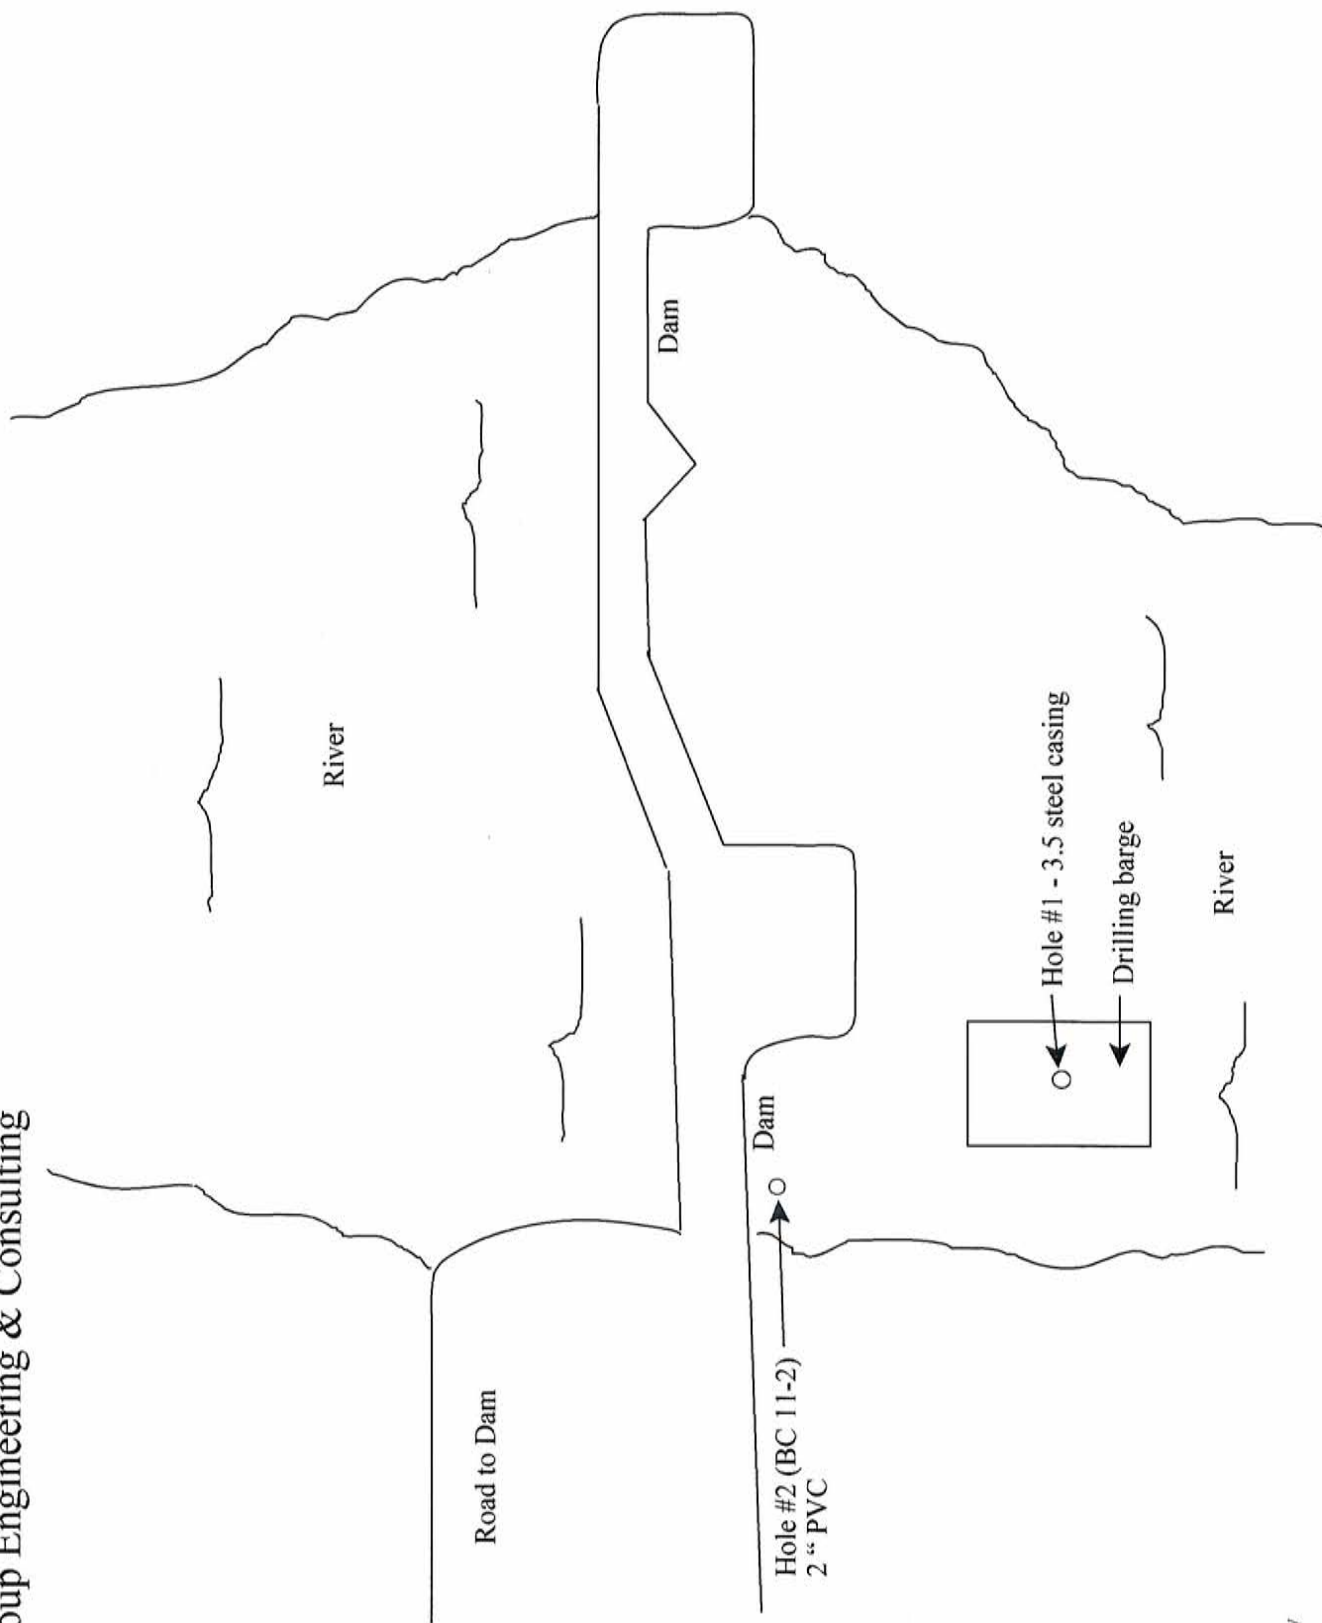 Engineering & Consulting
River
Dam
Road to Dam
Dam
Hole #2 (BC 11-2)
2 “ PVC
Hole #1 - 3.5 steel casing
Drilling barge
River